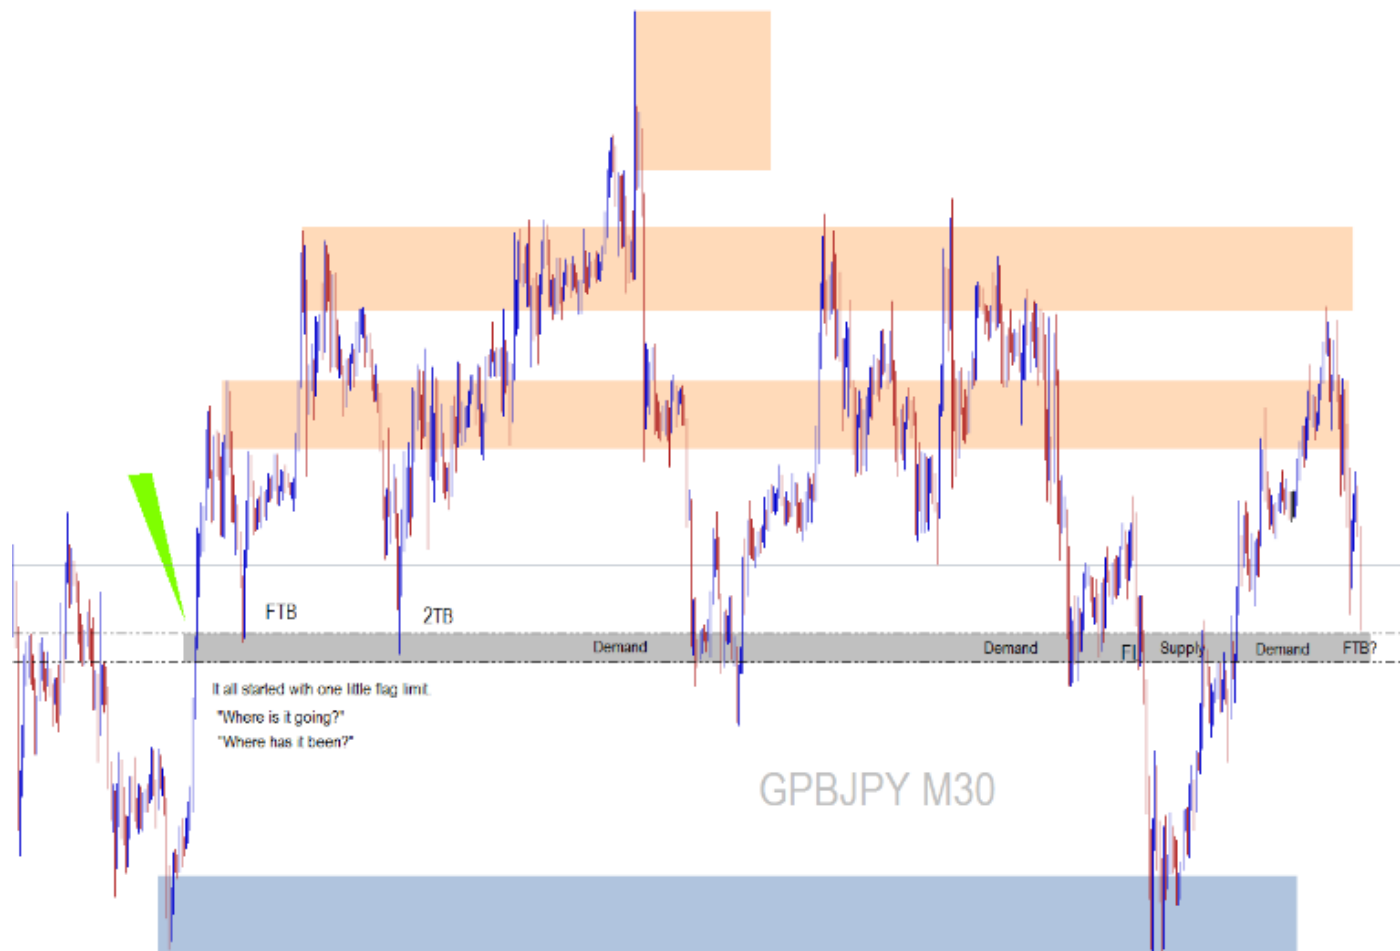 FTB
2TB
Demand
Demand
FL
Supply
Demand
FTB?
It all started with one little flag limit.
"Where is it going?"
"Where has it been?"
GPBJPY M30